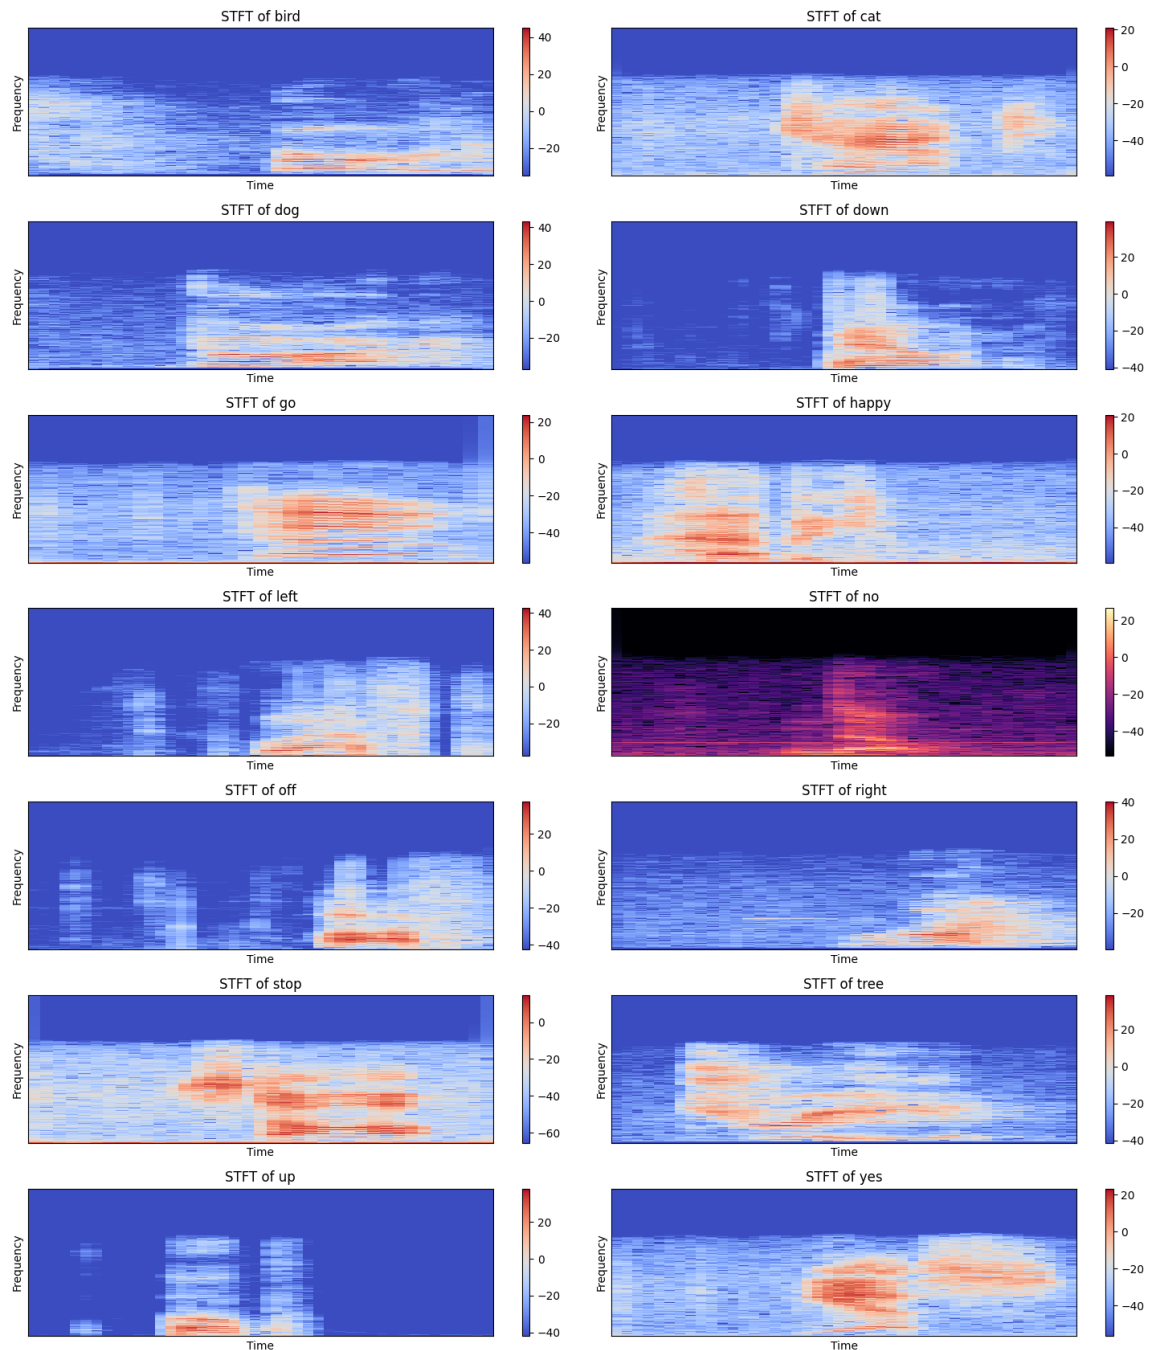 STFT of bird
Frequency
Time
40
20
0
−20
STFT of cat
Frequency
Time
20
0
−20
−40
STFT of dog
Frequency
Time
40
20
0
−20
STFT of down
Frequency
Time
40
20
0
−20
−40
STFT of go
Frequency
Time
20
0
−20
−40
STFT of happy
Frequency
Time
20
0
−20
−40
STFT of left
Frequency
Time
40
20
0
−20
STFT of no
Frequency
Time
20
0
−20
−40
STFT of off
Frequency
Time
20
0
−20
−40
STFT of right
Frequency
Time
40
20
0
−20
STFT of stop
Frequency
Time
0
−20
−40
−60
STFT of tree
Frequency
Time
20
0
−20
−40
STFT of up
Frequency
Time
20
0
−20
−40
STFT of yes
Frequency
Time
20
0
−20
−40